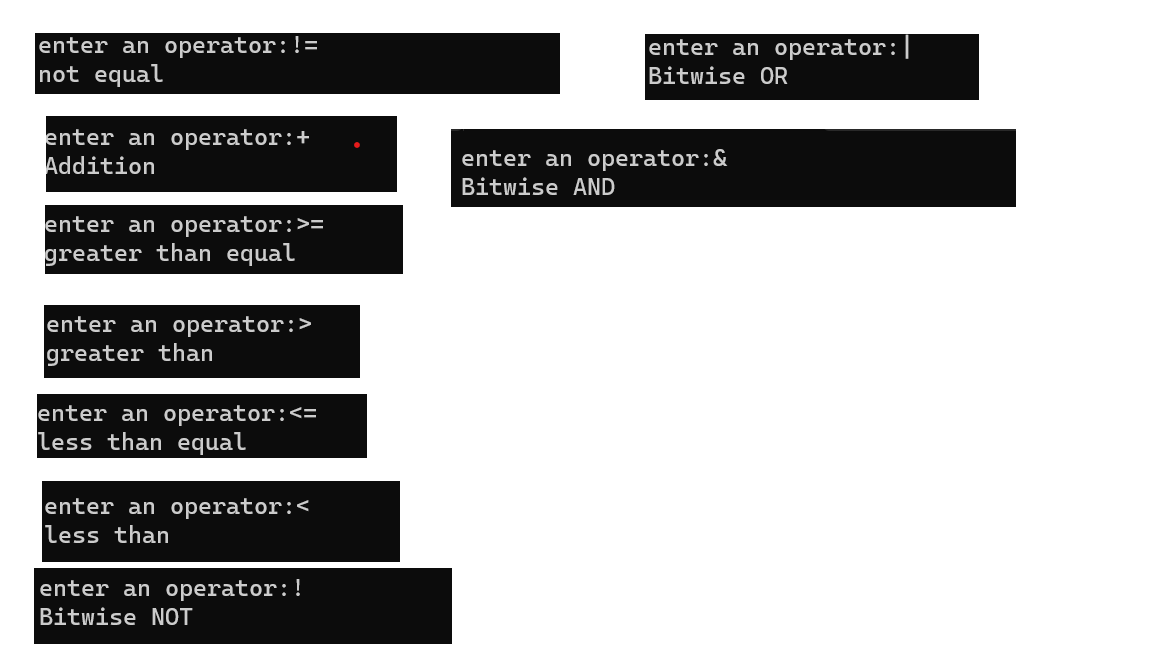 enter an operator:!=
not equal
enter an operator:|
Bitwise OR
enter an operator:+
Addition
enter an operator:&
Bitwise AND
enter an operator:>=
greater than equal
enter an operator:>
greater than
enter an operator:<=
less than equal
enter an operator:<
less than
enter an operator:!
Bitwise NOT